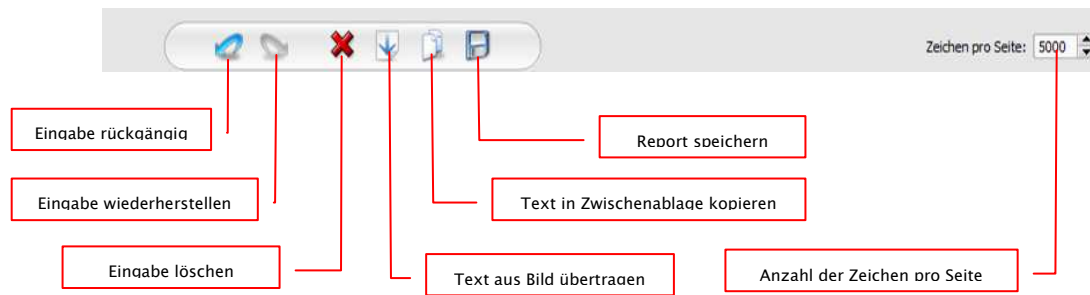 Zeichen pro Seite: 5000
Eingabe rückgängig
Report speichern
Eingabe wiederherstellen
Text in Zwischenablage kopieren
Eingabe löschen
Text aus Bild übertragen
Anzahl der Zeichen pro Seite